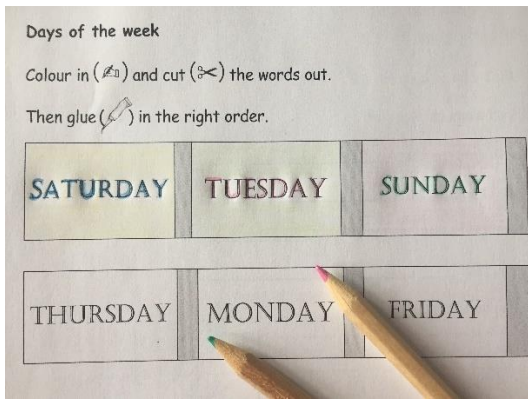 Days of the week
Colour in () and cut () the words out.
Then glue () in the right order.
SATURDAY TUESDAY SUNDAY
THURSDAY MONDAY FRIDAY